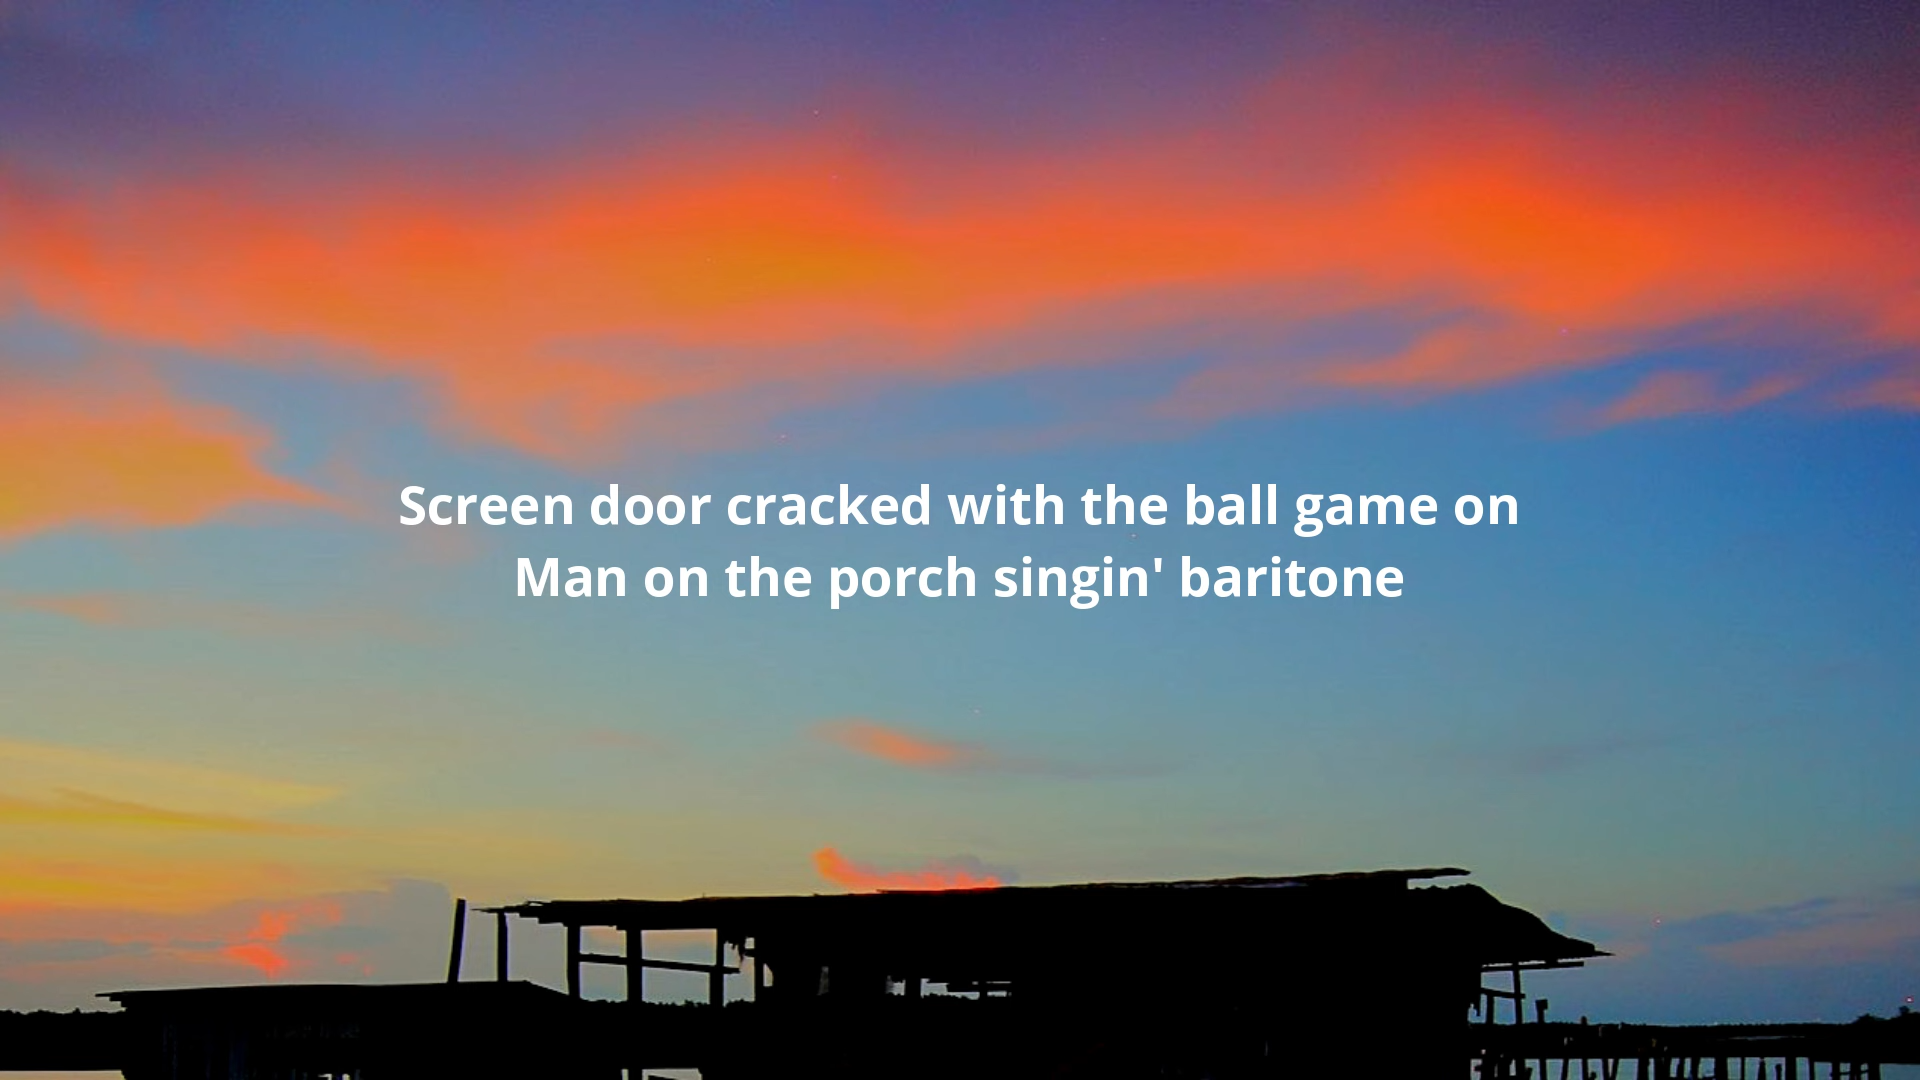 Screen door cracked with the ball game on
Man on the porch singin' baritone